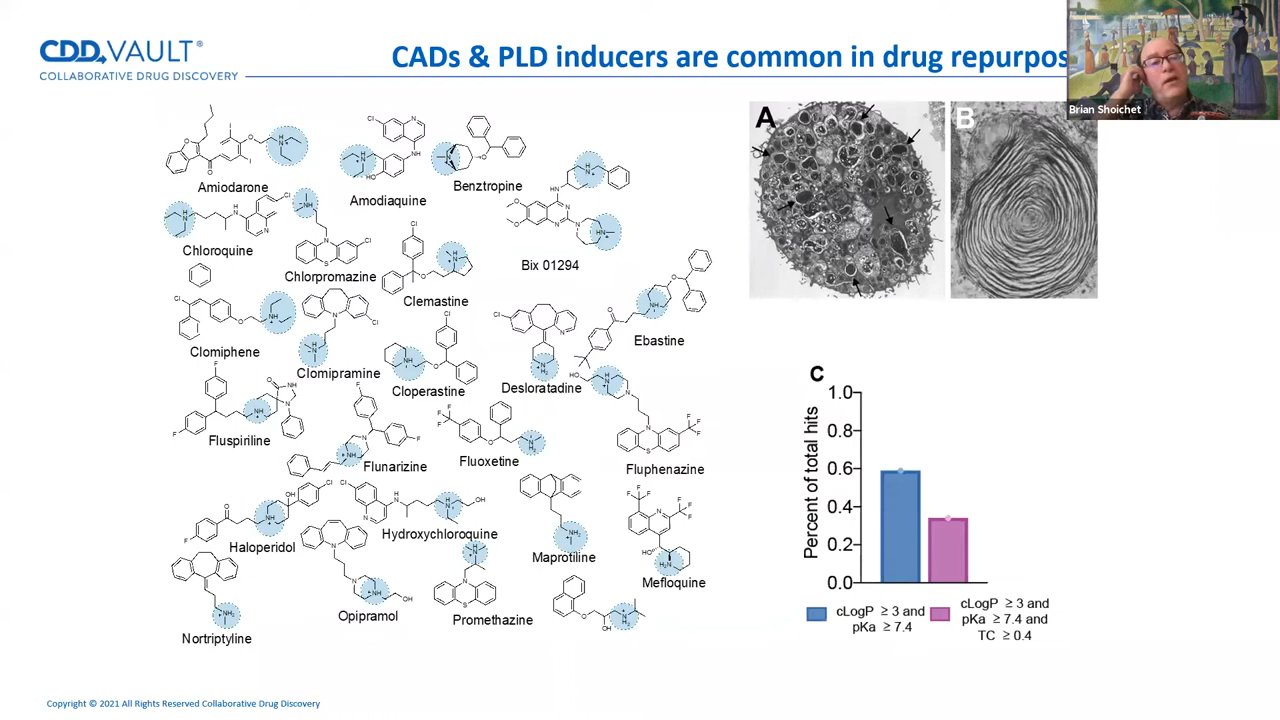 CDD VAULT®
COLLABORATIVE DRUG DISCOVERY
CADs & PLD inducers are common in drug repurpos
Brian Shoichet
Amiodarone
Amodiaquine
Benztropine
Chloroquine
Chlorpromazine
Clemastine
Bix 01294
Clomiphene
Clomipramine
Cloperastine
Desloratadine
Ebastine
Fluspiriline
Flunarizine
Fluoxetine
Fluphenazine
Haloperidol
Hydroxychloroquine
Maprotiline
Mefloquine
Nortriptyline
Opipramol
Promethazine
A
B
C
Percent of total hits
1.0
0.8
0.6
0.4
0.2
0.0
cLogP ≥ 3 and
pKa ≥ 7.4
cLogP ≥ 3 and
pKa ≥ 7.4 and
TC ≥ 0.4
Copyright © 2021 All Rights Reserved Collaborative Drug Discovery